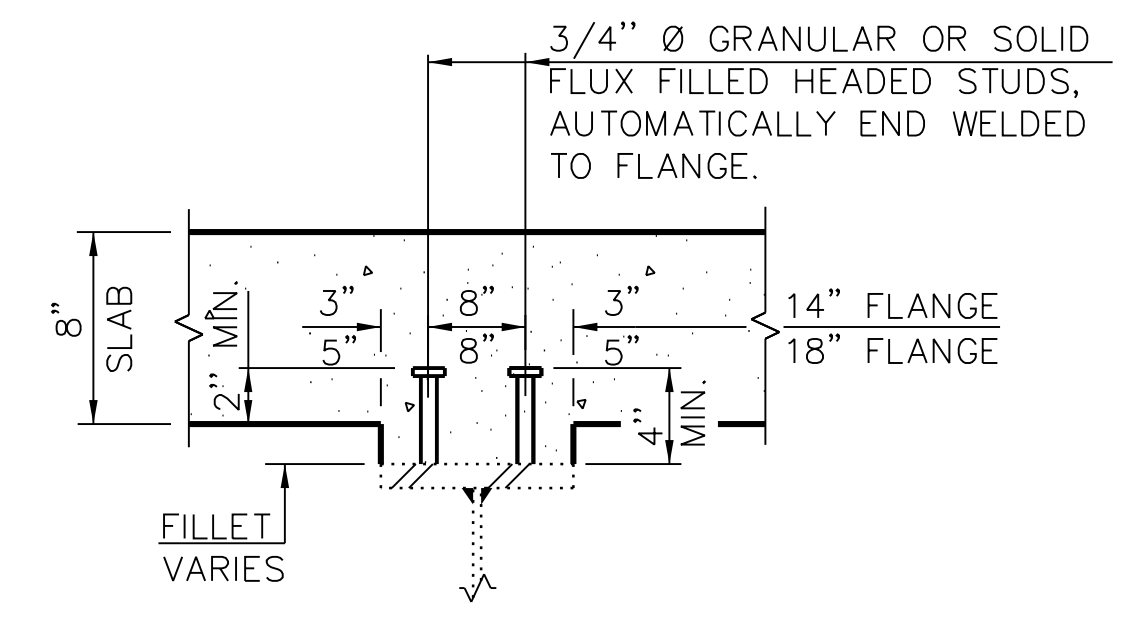 3/4" Ø GRANULAR OR SOLID
FLUX FILLED HEADED STUDS,
AUTOMATICALLY END WELDED
TO FLANGE.
8"
SLAB
2" MIN.
3" 8" 3" 14" FLANGE
5" 8" 5" 18" FLANGE
4"
MIN.
FILLET
VARIES